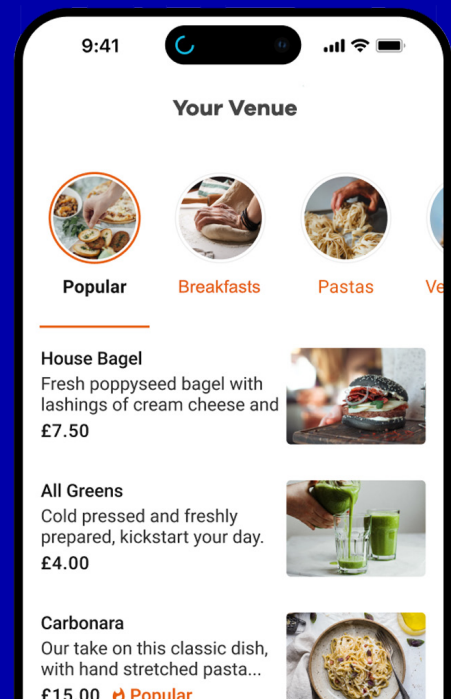 9:41
Your Venue
Popular
Breakfasts
Pastas
Ve
House Bagel
Fresh poppyseed bagel with
lashings of cream cheese and
£7.50
All Greens
Cold pressed and freshly
prepared, kickstart your day.
£4.00
Carbonara
Our take on this classic dish,
with hand stretched pasta...
£15.00 Popular